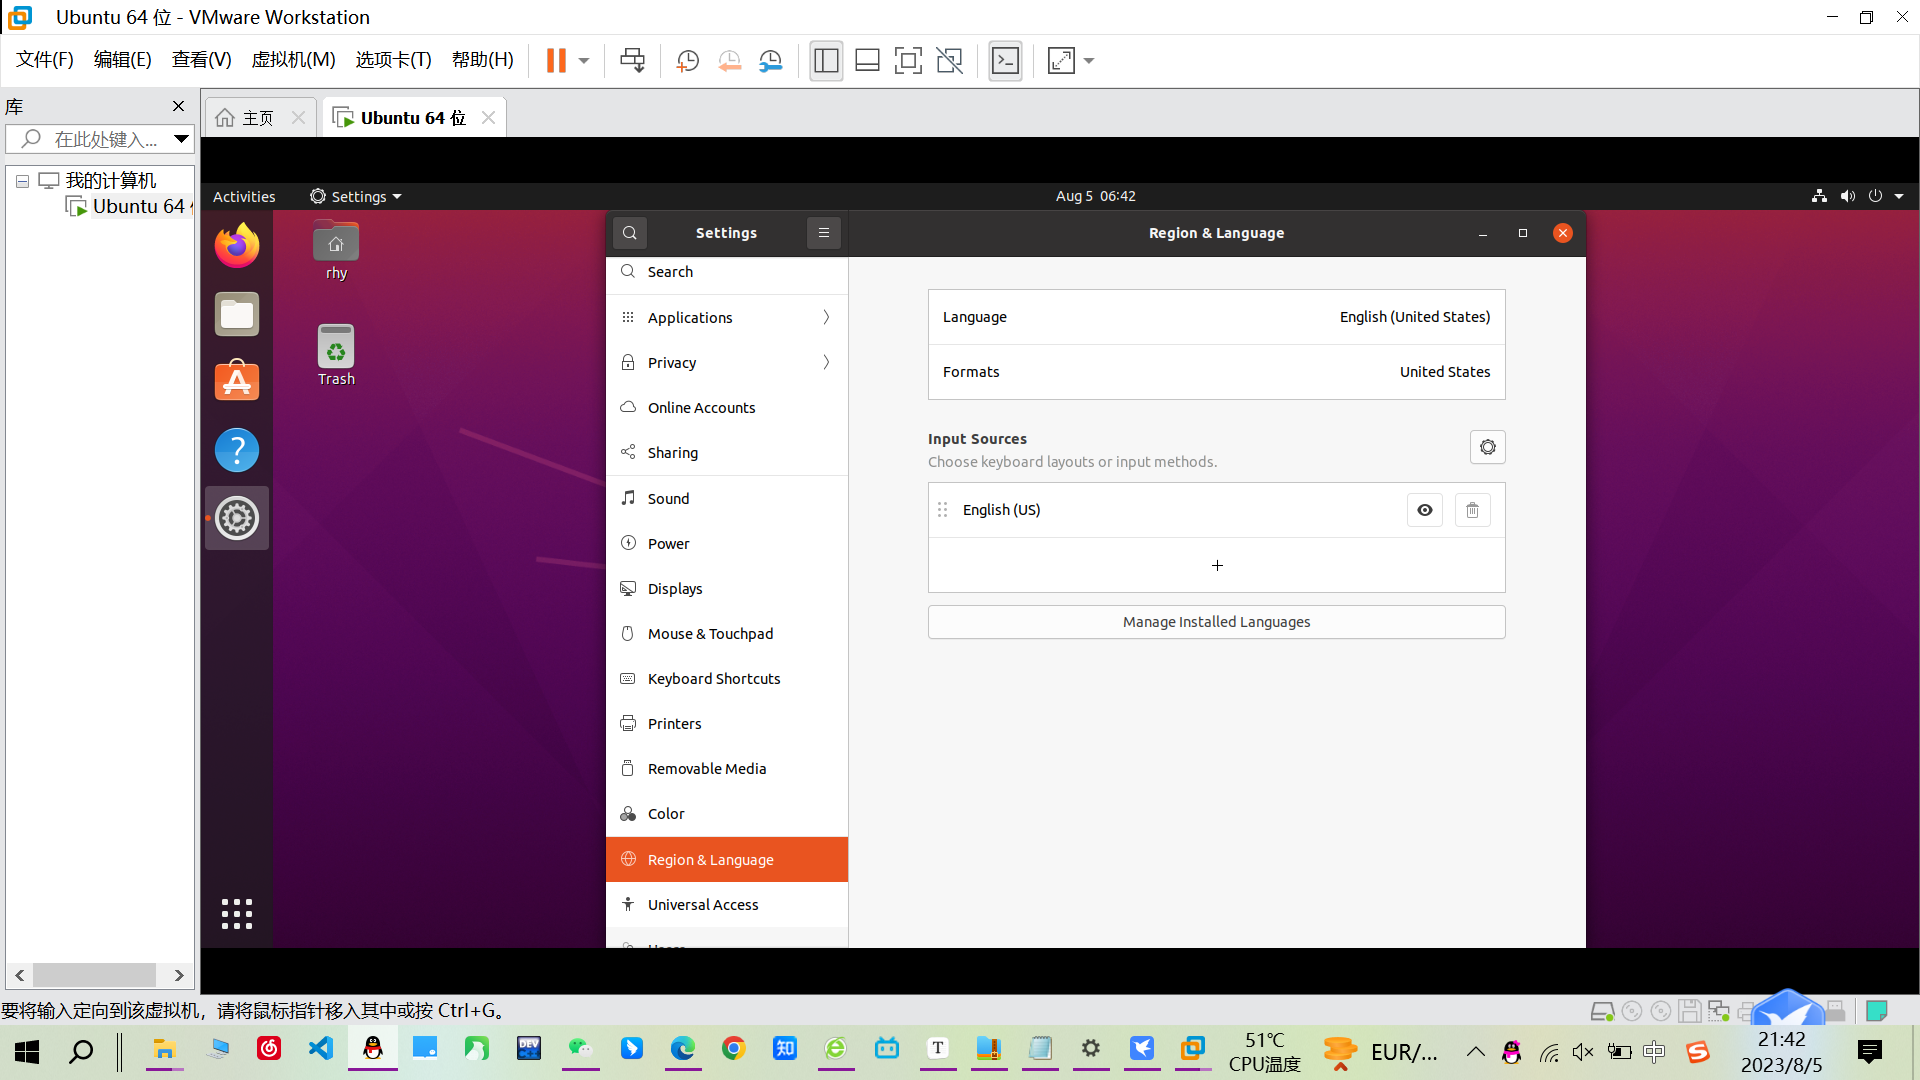 Ubuntu 64 位 - VMware Workstation
文件(F) 编辑(E) 查看(V) 虚拟机(M) 选项卡(T) 帮助(H)
库
在此处键入...
我的计算机
Ubuntu 64
主页
Ubuntu 64 位
Activities
Settings
Aug 5 06:42
rhy
Trash
Settings
Region & Language
Search
Applications
Privacy
Online Accounts
Sharing
Sound
Power
Displays
Mouse & Touchpad
Keyboard Shortcuts
Printers
Removable Media
Color
Region & Language
Universal Access
Language
English (United States)
Formats
United States
Input Sources
Choose keyboard layouts or input methods.
English (US)
+
Manage Installed Languages
要将输入定向到该虚拟机，请将鼠标指针移入其中或按 Ctrl+G。
DEV
知
T
51°C
CPU温度
EUR/...
中
S
21:42
2023/8/5